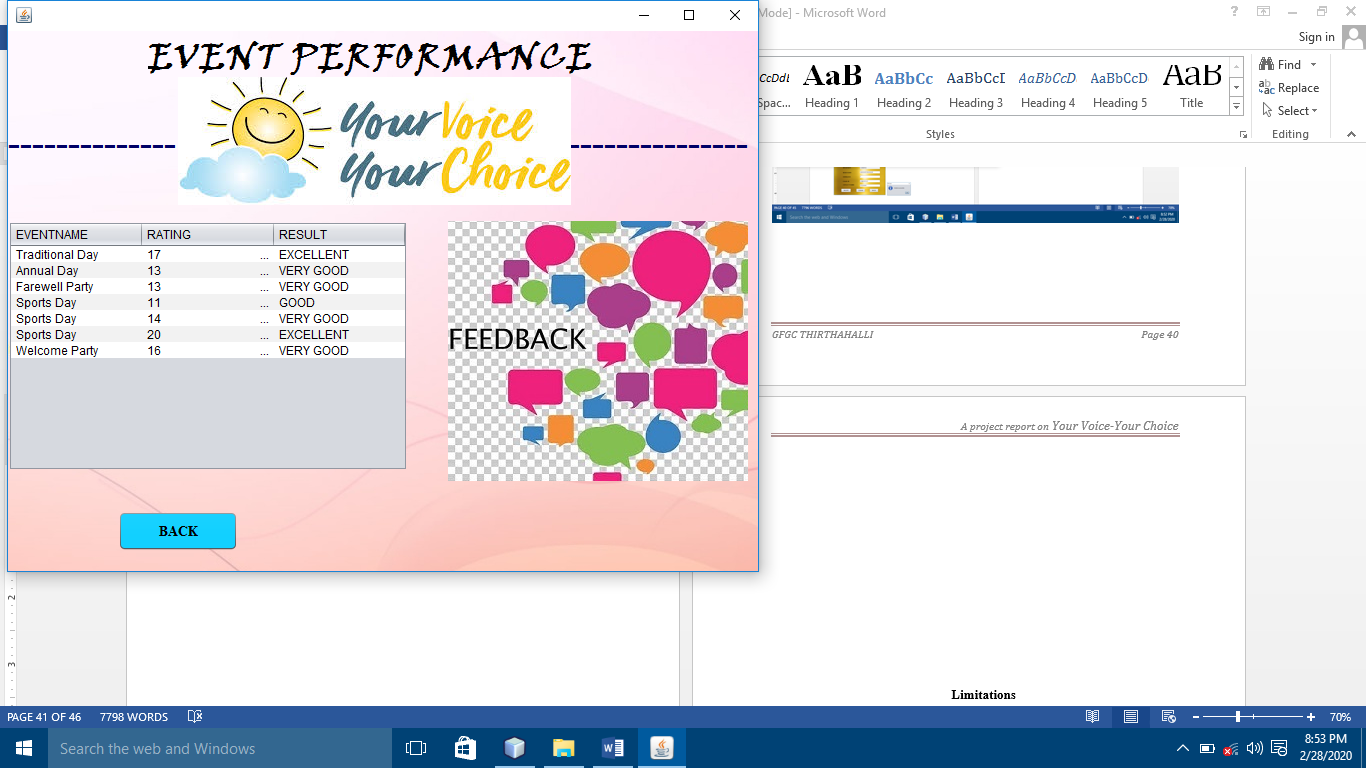 EVENT PERFORMANCE
Your Voice
Your Choice
EVENTNAME RATING RESULT
Traditional Day 17 ... EXCELLENT
Annual Day 13 ... VERY GOOD
Farewell Party 13 ... VERY GOOD
Sports Day 11 ... GOOD
Sports Day 14 ... VERY GOOD
Sports Day 20 ... EXCELLENT
Welcome Party 16 ... VERY GOOD
FEEDBACK
BACK
Mode] - Microsoft Word
?
Sign in
CcDdI AaB AaBbCc AaBbCcI AaBbCcD AaBbCcD AaB
Spac... Heading 1 Heading 2 Heading 3 Heading 4 Heading 5 Title
Styles
Find
Replace
Select
Editing
GFGC THIRTHAHALLI Page 40
A project report on Your Voice-Your Choice
Limitations
2
3
PAGE 41 OF 46 7798 WORDS 70%
Search the web and Windows
8:53 PM
2/28/2020